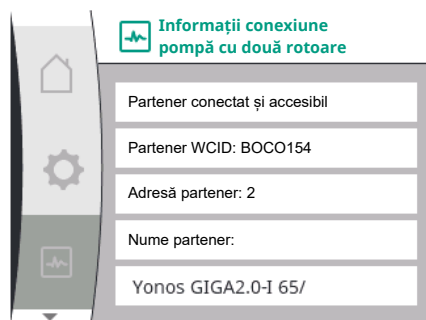 Informații conexiune
pompă cu două rotoare
Partener conectat și accesibil
Partener WCID: BOCO154
Adresă partener: 2
Nume partener:
Yonos GIGA2.0-I 65/